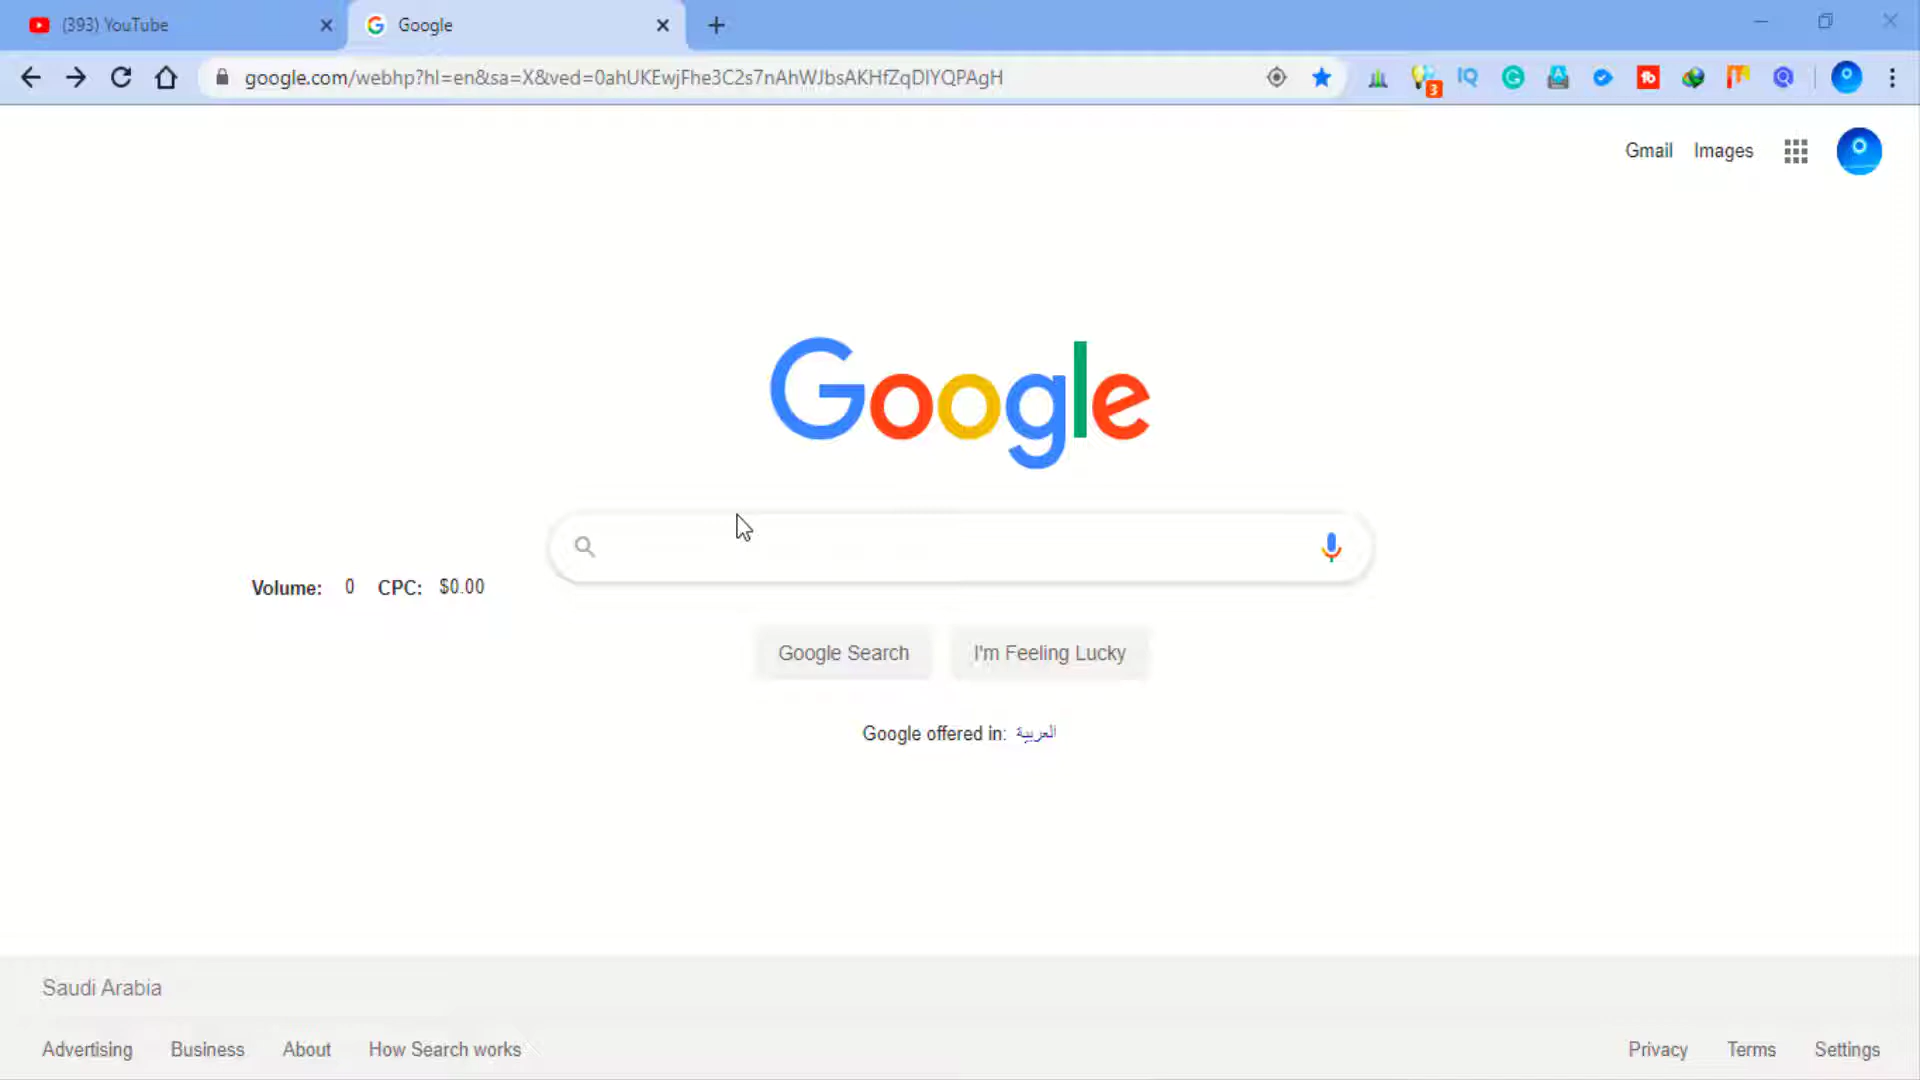 (393) YouTube
Google
google.com/webhp?hl=en&sa=X&ved=0ahUKEwjFhe3C2s7nAhWJbsAKHfZqDIYQPAgH
3
IQ
Gmail Images
Google
Volume: 0 CPC: $0.00
Google Search
I'm Feeling Lucky
Google offered in: العربية
Saudi Arabia
Advertising Business About How Search works
Privacy Terms Settings